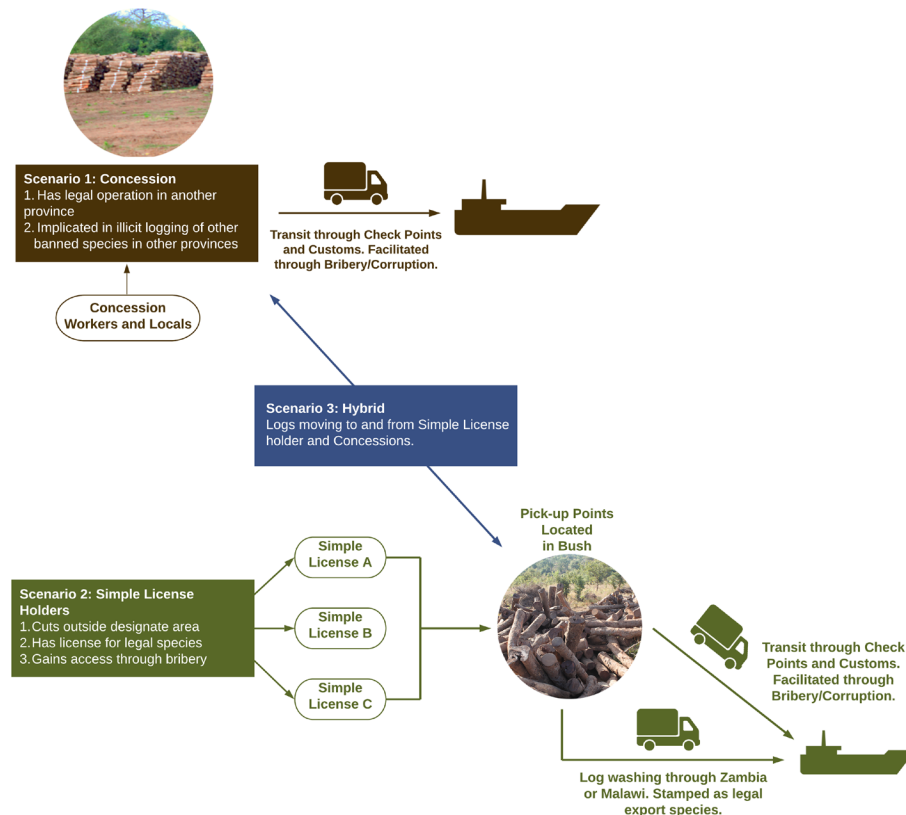 Scenario 1: Concession
1. Has legal operation in another
province
2. Implicated in illicit logging of other
banned species in other provinces
Transit through Check Points
and Customs. Facilitated
through Bribery/Corruption.
Concession
Workers and Locals
Scenario 3: Hybrid
Logs moving to and from Simple License
holder and Concessions.
Pick-up Points
Located
in Bush
Simple
License A
Scenario 2: Simple License
Holders
1.Cuts outside designate area
2.Has license for legal species
3.Gains access through bribery
Simple
License B
Simple
License C
Transit through Check
Points and Customs.
Facilitated through
Bribery/Corruption.
Log washing through Zambia
or Malawi. Stamped as legal
export species.